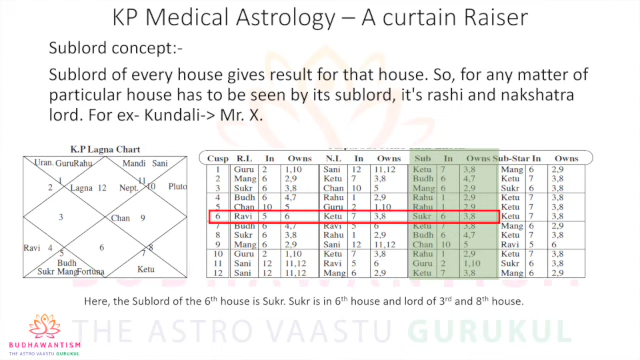 KP Medical Astrology – A curtain Raiser
Sublord concept:-
Sublord of every house gives result for that house. So, for any matter of
particular house has to be seen by its sublord, it's rashi and nakshatra
lord. For ex- Kundali-> Mr. X.
K.P Lagna Chart
Uran. GuruRahu Mandi Sani
1 11
2 Lagna 12 Nept. 10 Pluto
3 Chan 9
Ravi 4 6 8
5 7
Budh
Sukr Mang Fortuna Ketu
Cusp R.L In Owns N.L In Owns Sub In Owns Sub-Star In Owns
1 Guru 2 1,10 Sani 12 11,12 Ketu 7 3,8 Mang 6 2,9
2 Mang 6 2,9 Ketu 7 3,8 Budh 6 4,7 Ketu 7 3,8
3 Sukr 6 3,8 Chan 10 5 Mang 6 2,9 Sukr 6 3,8
4 Budh 6 4,7 Rahu 1 2,9 Rahu 1 2,9 Ketu 7 3,8
5 Chan 10 5 Guru 2 1,10 Rahu 1 2,9 Ketu 7 3,8
6 Ravi 5 6 Ketu 7 3,8 Sukr 6 3,8 Ketu 7 3,8
7 Budh 6 4,7 Ravi 5 6 Ketu 7 3,8 Mang 6 2,9
8 Sukr 6 3,8 Rahu 1 2,9 Budh 6 4,7 Ketu 7 3,8
9 Mang 6 2,9 Sani 12 11,12 Chan 10 5 Ravi 5 6
10 Guru 2 1,10 Ketu 7 3,8 Rahu 1 2,9 Ketu 7 3,8
11 Sani 12 11,12 Ravi 5 6 Guru 2 1,10 Sukr 6 3,8
12 Sani 12 11,12 Mang 6 2,9 Ketu 7 3,8 Mang 6 2,9
Here, the Sublord of the 6th house is Sukr. Sukr is in 6th house and lord of 3rd and 8th house.
BUDHAWANTISM
THE ASTRO VAASTU GURUKUL
THE ASTRO VAASTU GURUKUL